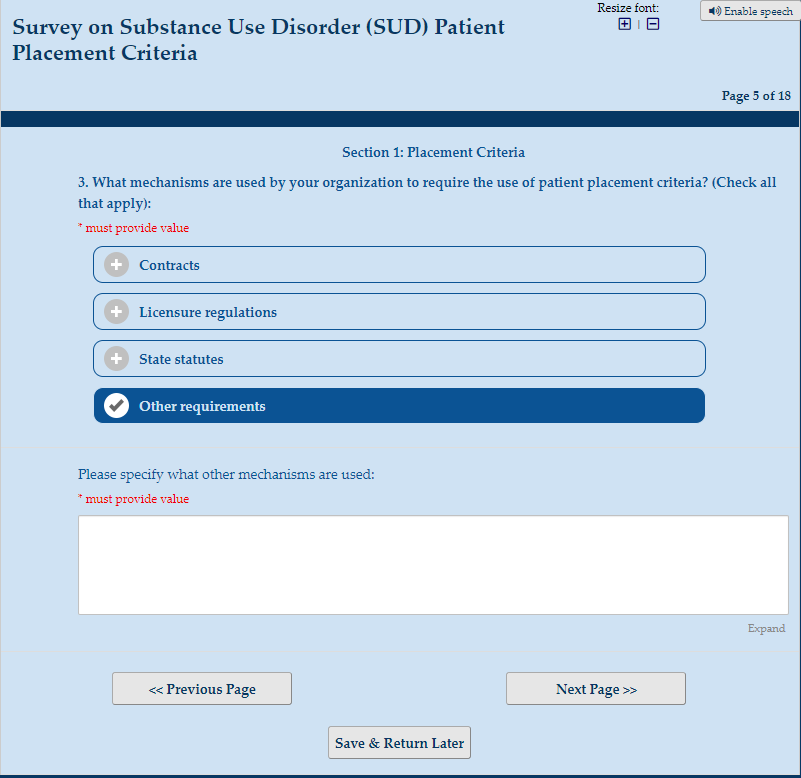 Resize font:
Enable speech
Survey on Substance Use Disorder (SUD) Patient
Placement Criteria
|
Page 5 of 18
Section 1: Placement Criteria
3. What mechanisms are used by your organization to require the use of patient placement criteria? (Check all
that apply):
* must provide value
Contracts
Licensure regulations
State statutes
Other requirements
Please specify what other mechanisms are used:
* must provide value
Expand
<< Previous Page
Next Page >>
Save & Return Later